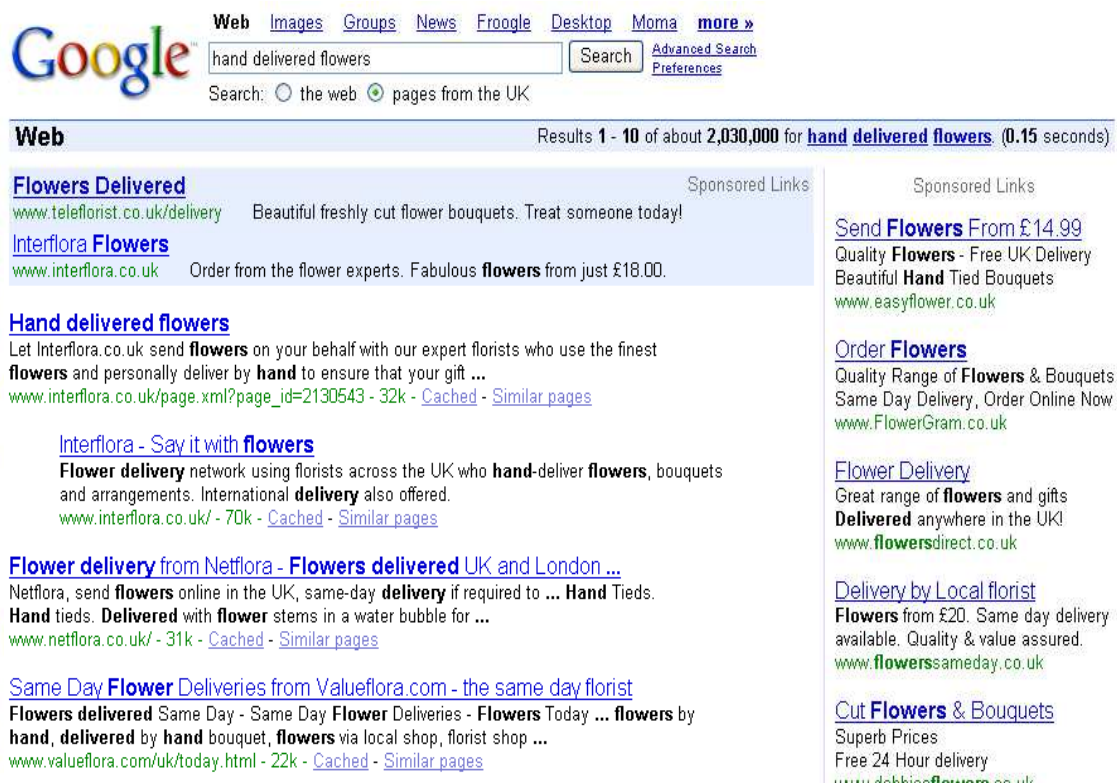 Google™
Web Images Groups News Froogle Desktop Moma more »
hand delivered flowers Search Advanced Search
Preferences
Search: the web pages from the UK
Web Results 1 - 10 of about 2,030,000 for hand delivered flowers. (0.15 seconds)
Flowers Delivered Sponsored Links
www.teleflorist.co.uk/delivery Beautiful freshly cut flower bouquets. Treat someone today!
Interflora Flowers
www.interflora.co.uk Order from the flower experts. Fabulous flowers from just £18.00.
Hand delivered flowers
Let Interflora.co.uk send flowers on your behalf with our expert florists who use the finest
flowers and personally deliver by hand to ensure that your gift ...
www.interflora.co.uk/page.xml?page_id=2130543 - 32k - Cached - Similar pages
Interflora - Say it with flowers
Flower delivery network using florists across the UK who hand-deliver flowers, bouquets
and arrangements. International delivery also offered.
www.interflora.co.uk/ - 70k - Cached - Similar pages
Flower delivery from Netflora - Flowers delivered UK and London ...
Netflora, send flowers online in the UK, same-day delivery if required to ... Hand Tieds.
Hand tieds. Delivered with flower stems in a water bubble for ...
www.netflora.co.uk/ - 31k - Cached - Similar pages
Same Day Flower Deliveries from Valueflora.com - the same day florist
Flowers delivered Same Day - Same Day Flower Deliveries - Flowers Today ... flowers by
hand, delivered by hand bouquet, flowers via local shop, florist shop ...
www.valueflora.com/uk/today.html - 22k - Cached - Similar pages
Sponsored Links
Send Flowers From £14.99
Quality Flowers - Free UK Delivery
Beautiful Hand Tied Bouquets
www.easyflower.co.uk
Order Flowers
Quality Range of Flowers & Bouquets
Same Day Delivery, Order Online Now
www.FlowerGram.co.uk
Flower Delivery
Great range of flowers and gifts
Delivered anywhere in the UK!
www.flowersdirect.co.uk
Delivery by Local florist
Flowers from £20. Same day delivery
available. Quality & value assured.
www.flowerssameday.co.uk
Cut Flowers & Bouquets
Superb Prices
Free 24 Hour delivery